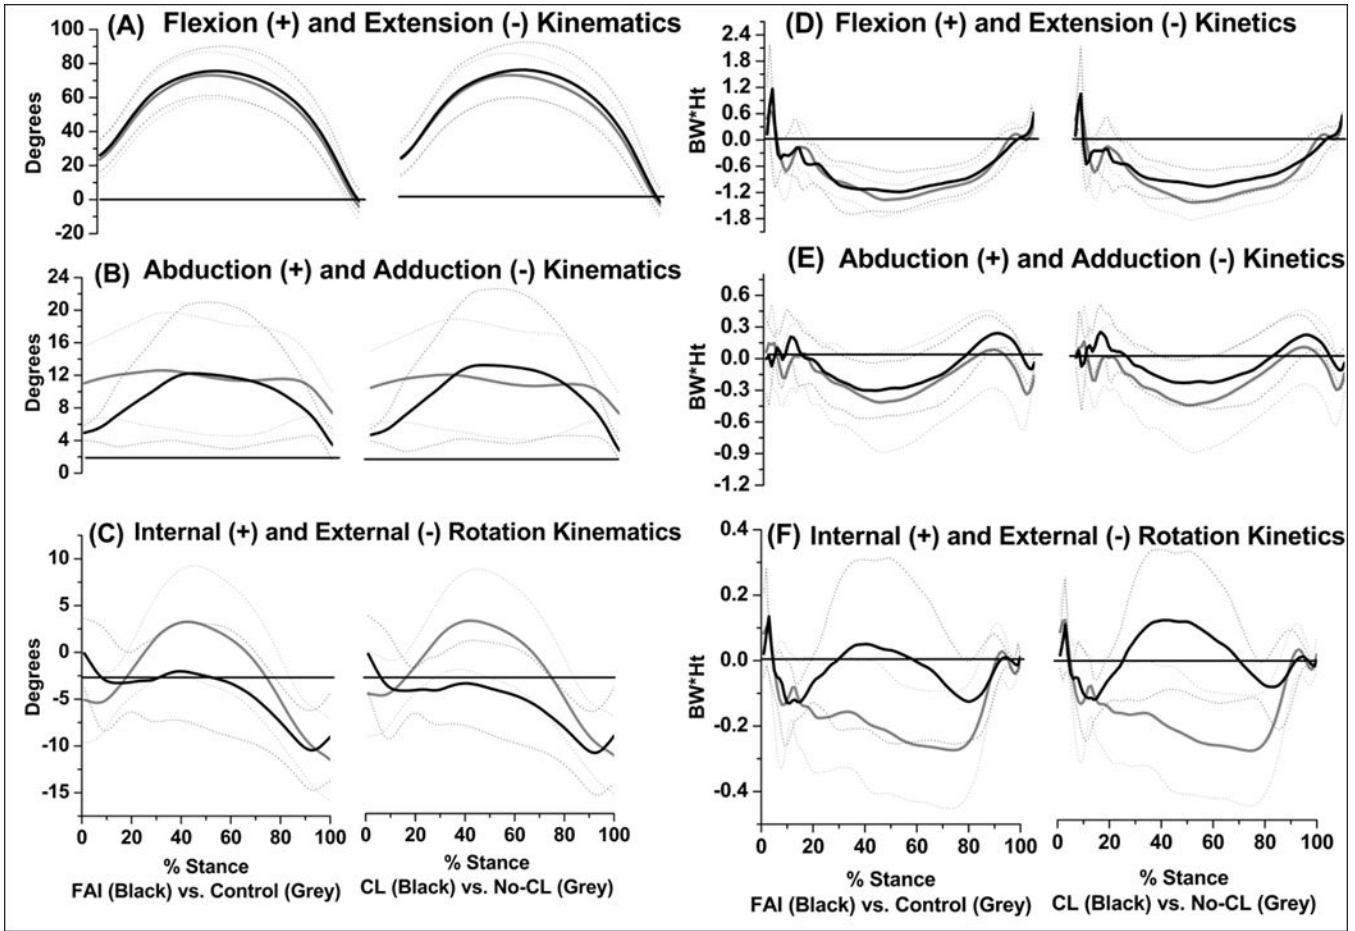 (A) Flexion (+) and Extension (-) Kinematics
100
80
60
40
20
0
-20
Degrees
(B) Abduction (+) and Adduction (-) Kinematics
24
20
16
12
8
4
0
Degrees
(C) Internal (+) and External (-) Rotation Kinematics
10
5
0
-5
-10
-15
Degrees
0 20 40 60 80 100
0 20 40 60 80 100
% Stance
FAI (Black) vs. Control (Grey)
% Stance
CL (Black) vs. No-CL (Grey)
(D) Flexion (+) and Extension (-) Kinetics
2.4
1.8
1.2
0.6
0.0
-0.6
-1.2
-1.8
BW*Ht
(E) Abduction (+) and Adduction (-) Kinetics
0.6
0.3
0.0
-0.3
-0.6
-0.9
-1.2
BW*Ht
(F) Internal (+) and External (-) Rotation Kinetics
0.4
0.2
0.0
-0.2
-0.4
BW*Ht
0 20 40 60 80 100
0 20 40 60 80 100
% Stance
FAI (Black) vs. Control (Grey)
% Stance
CL (Black) vs. No-CL (Grey)